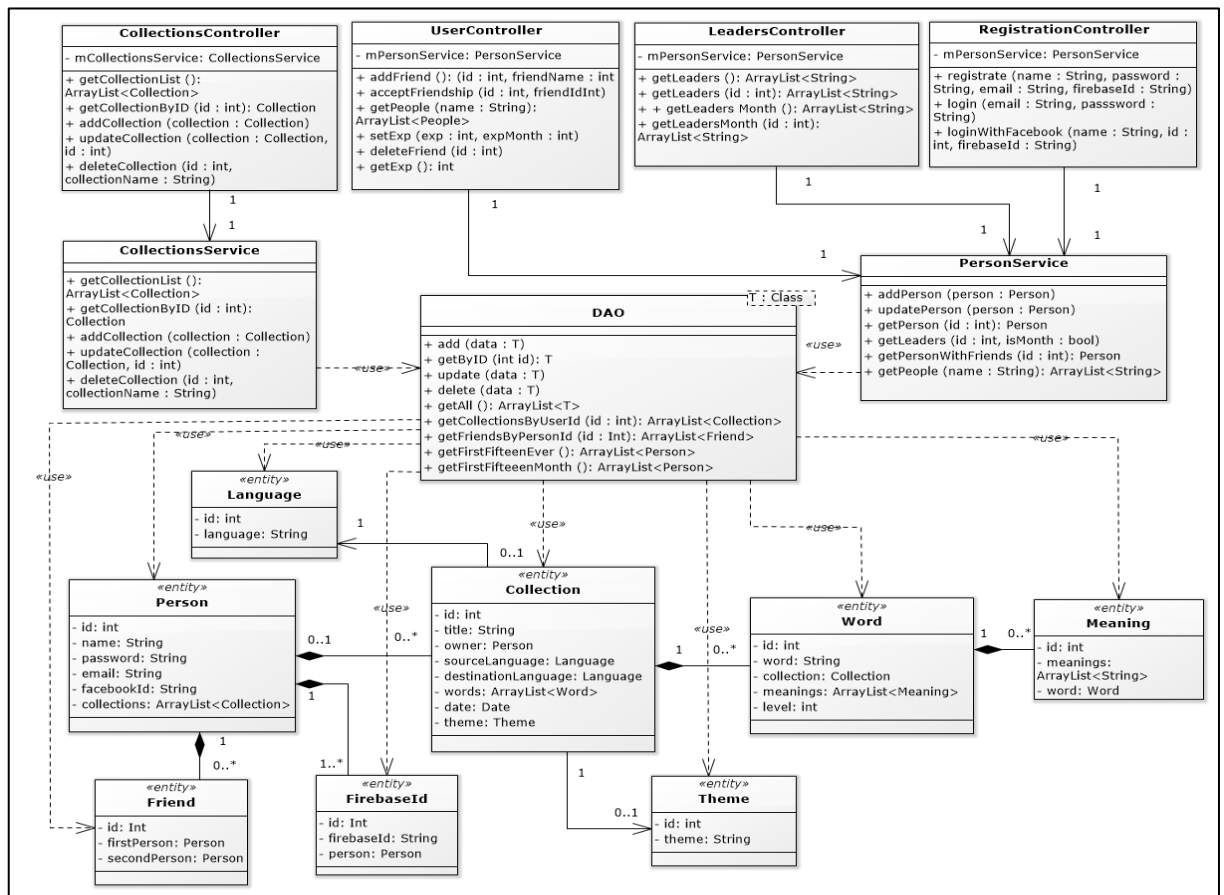 CollectionsController
- mCollectionsService: CollectionsService
+ getCollectionList ():
ArrayList<Collection>
+ getCollectionByID (id : int): Collection
+ addCollection (collection : Collection)
+ updateCollection (collection : Collection,
id : int)
+ deleteCollection (id : int,
collectionName : String)
UserController
- mPersonService: PersonService
+ addFriend (): (id : int, friendName : int
+ acceptFriendship (id : int, friendIdInt)
+ getPeople (name : String):
ArrayList<People>
+ setExp (exp : int, expMonth : int)
+ deleteFriend (id : int)
+ getExp (): int
LeadersController
- mPersonService: PersonService
+ getLeaders (): ArrayList<String>
+ getLeaders (id : int): ArrayList<String>
+ + getLeaders Month (): ArrayList<String>
+ getLeadersMonth (id : int):
ArrayList<String>
RegistrationController
- mPersonService: PersonService
+ registrate (name : String, password :
String, email : String, firebaseId : String)
+ login (email : String, passsword :
String)
+ loginWithFacebook (name : String, id :
int, firebaseId : String)
1
1
1
1
1
1
1
1
CollectionsService
+ getCollectionList ():
ArrayList<Collection>
+ getCollectionByID (id : int):
Collection
+ addCollection (collection : Collection)
+ updateCollection (collection :
Collection, id : int)
+ deleteCollection (id : int,
collectionName : String)
PersonService
+ addPerson (person : Person)
+ updatePerson (person : Person)
+ getPerson (id : int): Person
+ getLeaders (id : int, isMonth : bool)
+ getPersonWithFriends (id : int): Person
+ getPeople (name : String): ArrayList<String>
T : Class
DAO
+ add (data : T)
+ getByID (int id): T
+ update (data : T)
+ delete (data : T)
+ getAll (): ArrayList<T>
+ getCollectionsByUserId (id : int): ArrayList<Collection>
+ getFriendsByPersonId (id : Int): ArrayList<Friend>
+ getFirstFifteenEver (): ArrayList<Person>
+ getFirstFifteeenMonth (): ArrayList<Person>
«use»
«use»
«use»
«use»
«use»
«use»
«use»
«use»
«use»
«use»
«entity»
Language
- id: int
- language: String
1
0..1
«entity»
Person
- id: int
- name: String
- password: String
- email: String
- facebookId: String
- collections: ArrayList<Collection>
0..1
0..*
1
1..*
1
0..*
«entity»
Collection
- id: int
- title: String
- owner: Person
- sourceLanguage: Language
- destinationLanguage: Language
- words: ArrayList<Word>
- date: Date
- theme: Theme
1
0..*
«entity»
Word
- id: int
- word: String
- collection: Collection
- meanings: ArrayList<Meaning>
- level: int
1
0..*
«entity»
Meaning
- id: int
- meanings:
ArrayList<String>
- word: Word
1
0..1
«entity»
Friend
- id: Int
- firstPerson: Person
- secondPerson: Person
«entity»
FirebaseId
- id: Int
- firebaseId: String
- person: Person
«entity»
Theme
- id: int
- theme: String